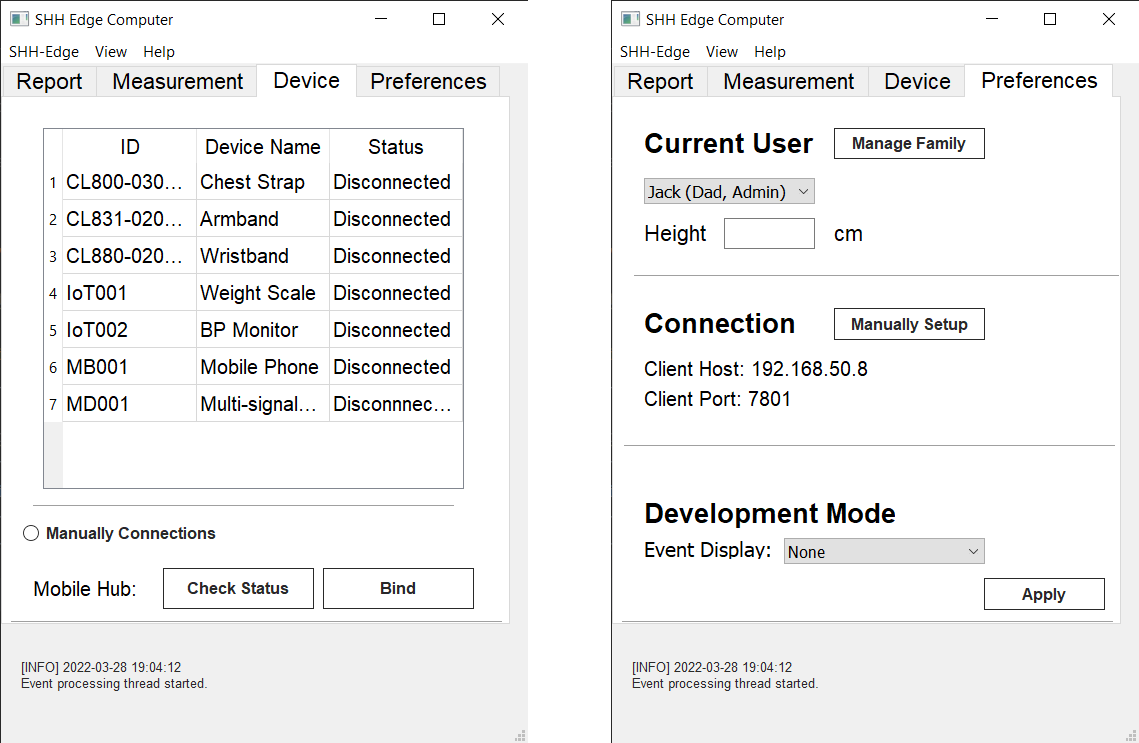 SHH Edge Computer
SHH-Edge View Help
Report Measurement Device Preferences
ID Device Name Status
1 CL800-030... Chest Strap Disconnected
2 CL831-020... Armband Disconnected
3 CL880-020... Wristband Disconnected
4 IoT001 Weight Scale Disconnected
5 IoT002 BP Monitor Disconnected
6 MB001 Mobile Phone Disconnected
7 MD001 Multi-signal... Disconnnec...
Manually Connections
Mobile Hub: Check Status Bind
[INFO] 2022-03-28 19:04:12
Event processing thread started.
SHH Edge Computer
SHH-Edge View Help
Report Measurement Device Preferences
Current User Manage Family
Jack (Dad, Admin)
Height cm
Connection Manually Setup
Client Host: 192.168.50.8
Client Port: 7801
Development Mode
Event Display: None
Apply
[INFO] 2022-03-28 19:04:12
Event processing thread started.